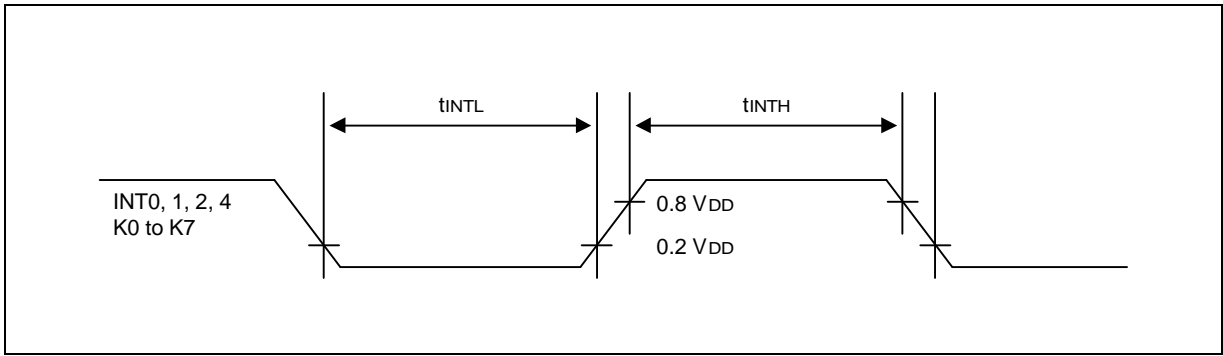 tINTL
tINTH
INT0, 1, 2, 4
K0 to K7
0.8 VDD
0.2 VDD